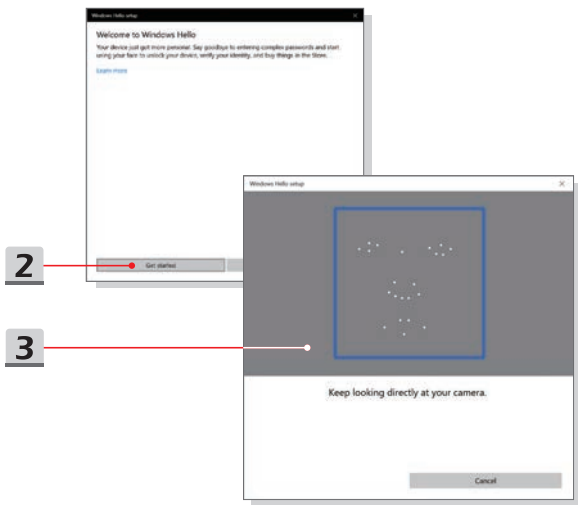 Windows Hello setup
Welcome to Windows Hello
Your device just got more personal. Say goodbye to entering complex passwords and start
using your face to unlock your device, verify your identity, and buy things in the Store.
Learn more
2
Get started
Windows Hello setup
3
Keep looking directly at your camera.
Cancel